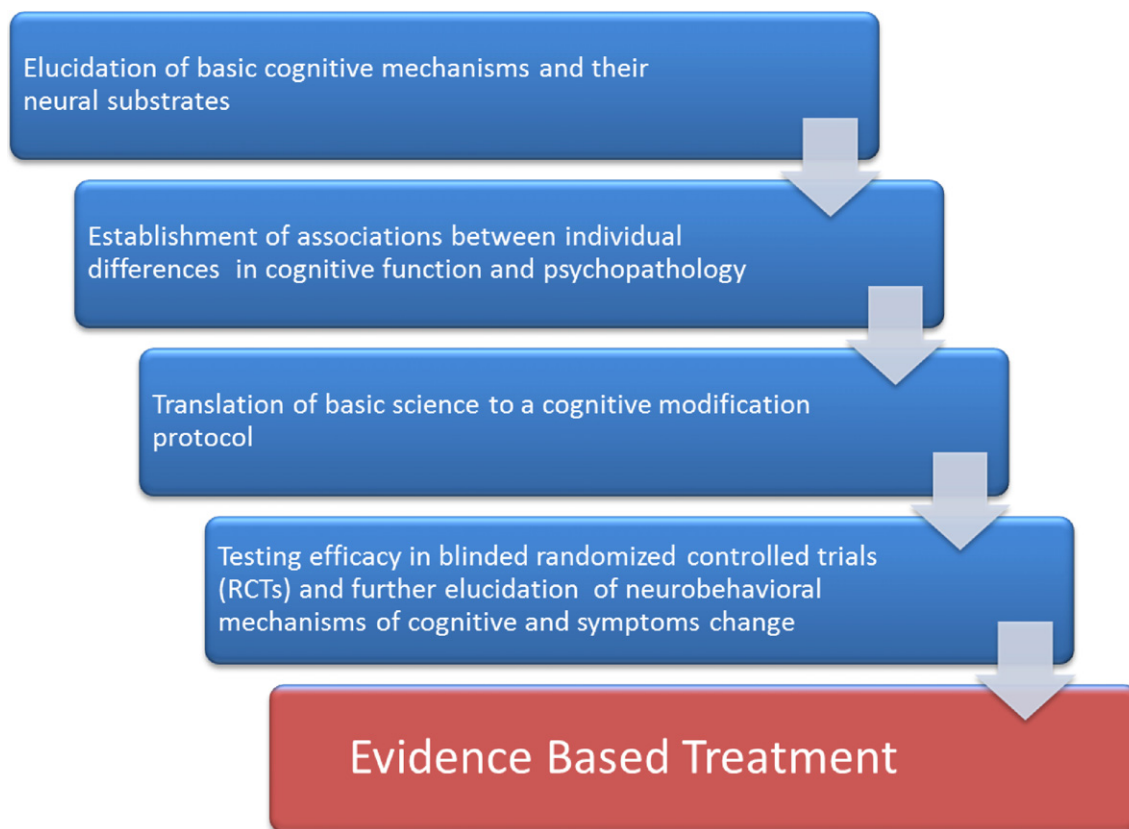 Elucidation of basic cognitive mechanisms and their
neural substrates
Establishment of associations between individual
differences in cognitive function and psychopathology
Translation of basic science to a cognitive modification
protocol
Testing efficacy in blinded randomized controlled trials
(RCTs) and further elucidation of neurobehavioral
mechanisms of cognitive and symptoms change
Evidence Based Treatment